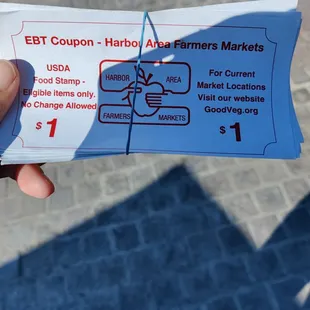 EBT Coupon - Harbor Area Farmers Markets
USDA
Food Stamp -
Eligible items only.
No Change Allowed
$1
HARBOR AREA
FARMERS MARKETS
For Current
Market Locations
Visit our website
GoodVeg.org
$1